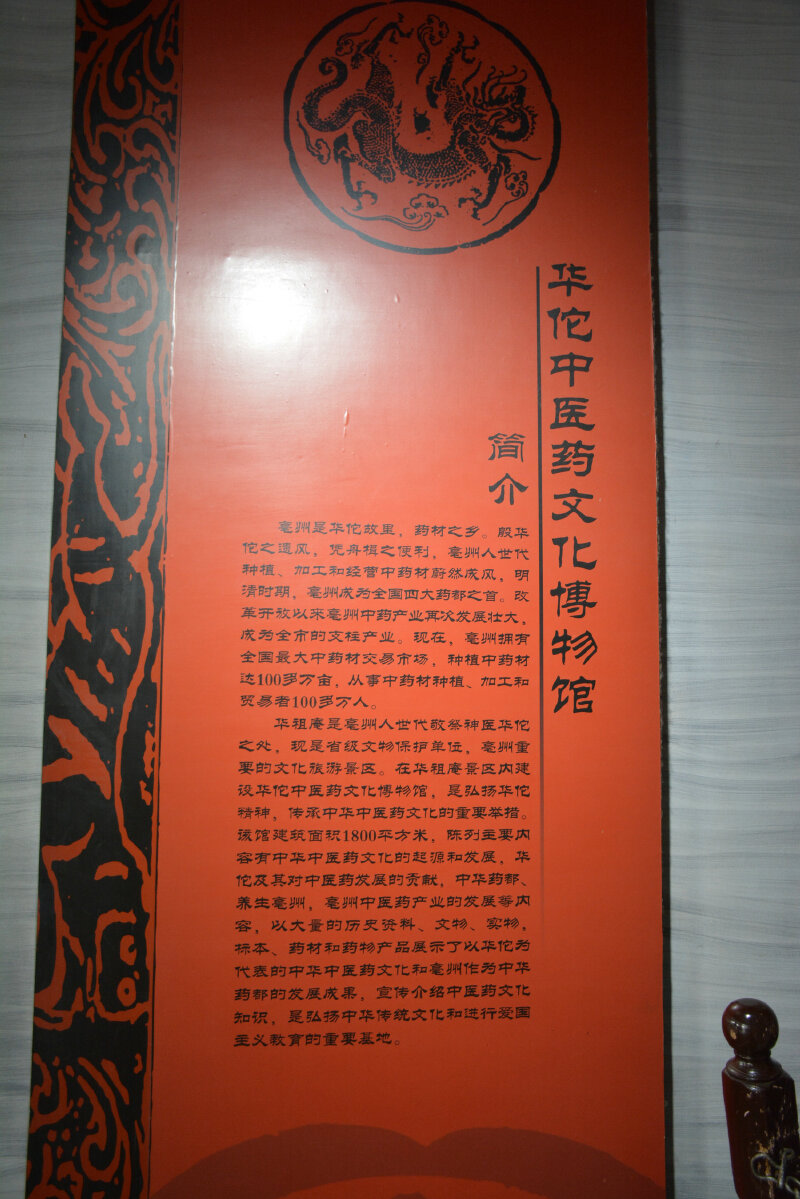 华佗中医药文化博物馆
简介
亳州是华佗故里，药材之乡。殷华
佗之遗风，凭舟楫之便利，亳州人世代
种植、加工和经营中药材蔚然成风，明
清时期，亳州成为全国四大药都之首。改
革开放以来亳州中药产业再次发展壮大，
成为全市的支柱产业。现在，亳州拥有
全国最大中药材交易市场，种植中药材
达100多万亩，从事中药材种植、加工和
贸易者100多万人。
华祖庵是亳州人世代敬祭神医华佗
之处，现是省级文物保护单位，亳州重
要的文化旅游景区。在华祖庵景区内建
设华佗中医药文化博物馆，是弘扬华佗
精神，传承中华中医药文化的重要举措。
该馆建筑面积1800平方米，陈列主要内
容有中华中医药文化的起源和发展，华
佗及其对中医药发展的贡献，中华药都、
养生亳州，亳州中医药产业的发展等内
容，以大量的历史资料、文物、实物，
标本、药材和药物产品展示了以华佗为
代表的中华中医药文化和亳州作为中华
药都的发展成果，宣传介绍中医药文化
知识，是弘扬中华传统文化和进行爱国
主义教育的重要基地。